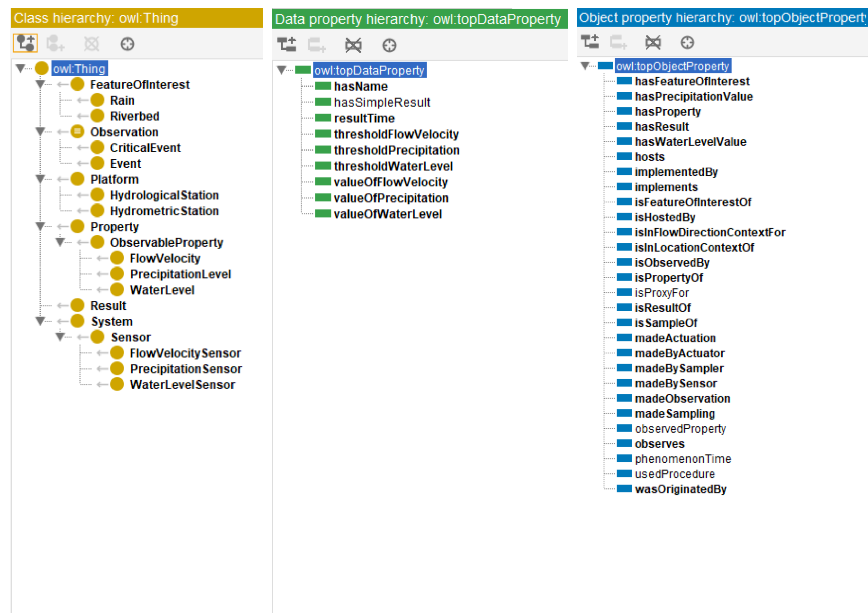 Class hierarchy: owl:Thing
owl:Thing
FeatureOfInterest
Rain
Riverbed
Observation
CriticalEvent
Event
Platform
HydrologicalStation
HydrometricStation
Property
ObservableProperty
FlowVelocity
PrecipitationLevel
WaterLevel
Result
System
Sensor
FlowVelocitySensor
PrecipitationSensor
WaterLevelSensor
Data property hierarchy: owl:topDataProperty
owl:topDataProperty
hasName
hasSimpleResult
resultTime
thresholdFlowVelocity
thresholdPrecipitation
thresholdWaterLevel
valueOfFlowVelocity
valueOfPrecipitation
valueOfWaterLevel
Object property hierarchy: owl:topObjectPropert
owl:topObjectProperty
hasFeatureOfInterest
hasPrecipitationValue
hasProperty
hasResult
hasWaterLevelValue
hosts
implementedBy
implements
isFeatureOfInterestOf
isHostedBy
isInFlowDirectionContextFor
isInLocationContextOf
isObservedBy
isPropertyOf
isProxyFor
isResultOf
isSampleOf
madeActuation
madeByActuator
madeBySampler
madeBySensor
madeObservation
madeSampling
observedProperty
observes
phenomenonTime
usedProcedure
wasOriginatedBy